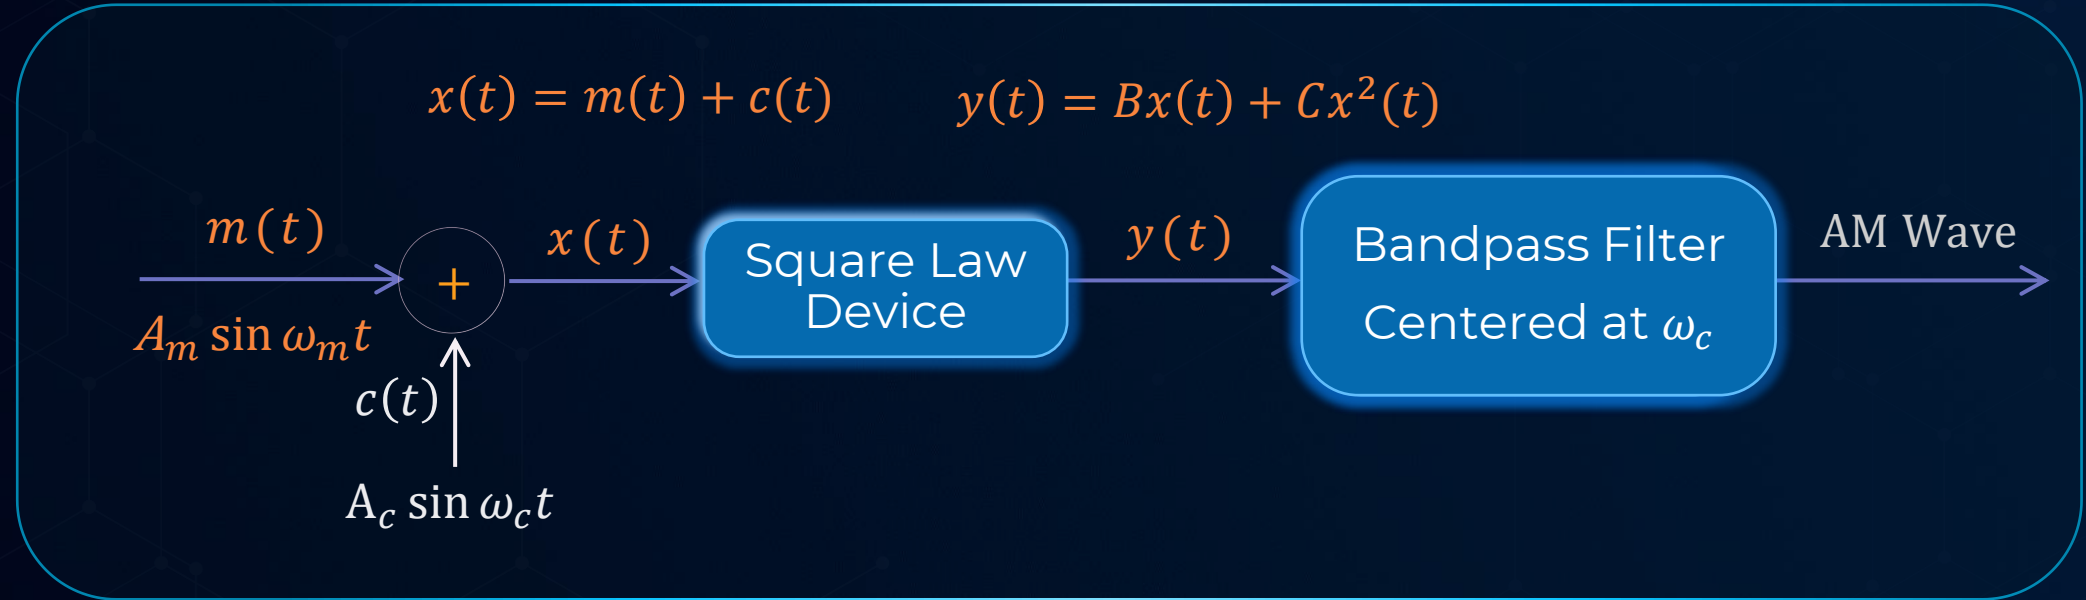 x(t) = m(t) + c(t)
y(t) = Bx(t) + Cx²(t)
m(t)
x(t)
y(t)
AM Wave
+
Square Law
Device
Bandpass Filter
Centered at ω_c
A_m sin ω_m t
c(t)
A_c sin ω_c t